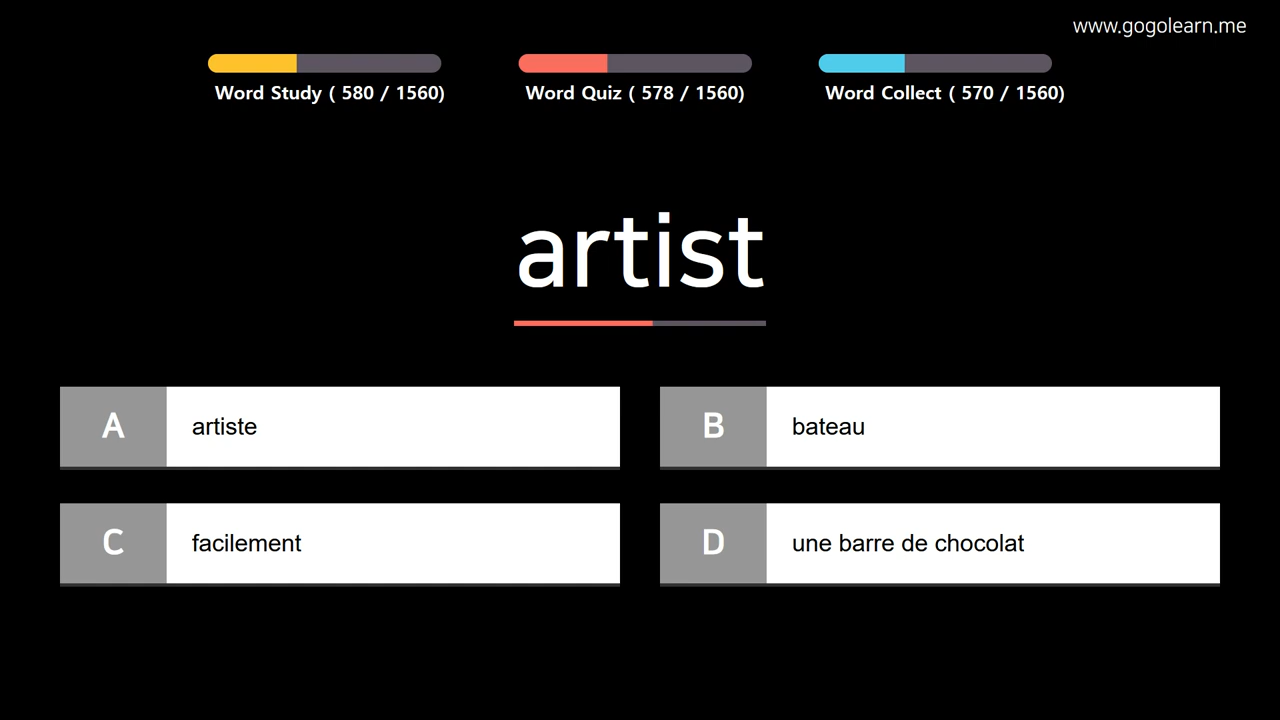 www.gogolearn.me
Word Study ( 580 / 1560)
Word Quiz ( 578 / 1560)
Word Collect ( 570 / 1560)
artist
A artiste
B bateau
C facilement
D une barre de chocolat